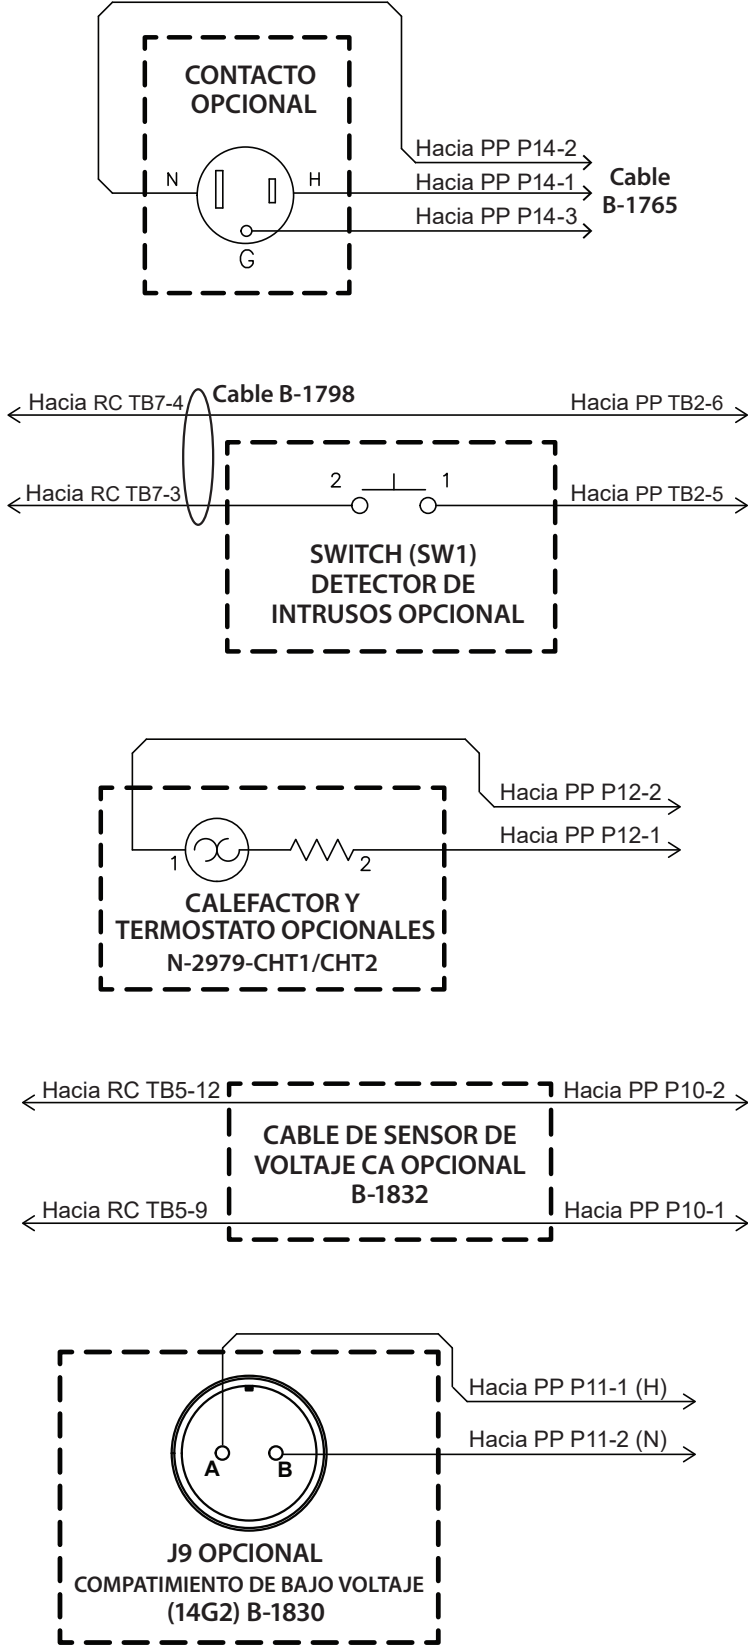 CONTACTO
OPCIONAL
Hacia PP P14-2
N
H
Hacia PP P14-1
Cable
B-1765
Hacia PP P14-3
G
Hacia RC TB7-4
Cable B-1798
Hacia PP TB2-6
Hacia RC TB7-3
2
1
Hacia PP TB2-5
SWITCH (SW1)
DETECTOR DE
INTRUSOS OPCIONAL
Hacia PP P12-2
Hacia PP P12-1
1
2
CALEFACTOR Y
TERMOSTATO OPCIONALES
N-2979-CHT1/CHT2
Hacia RC TB5-12
Hacia PP P10-2
CABLE DE SENSOR DE
VOLTAJE CA OPCIONAL
B-1832
Hacia RC TB5-9
Hacia PP P10-1
Hacia PP P11-1 (H)
Hacia PP P11-2 (N)
A
B
J9 OPCIONAL
COMPATIMIENTO DE BAJO VOLTAJE
(14G2) B-1830